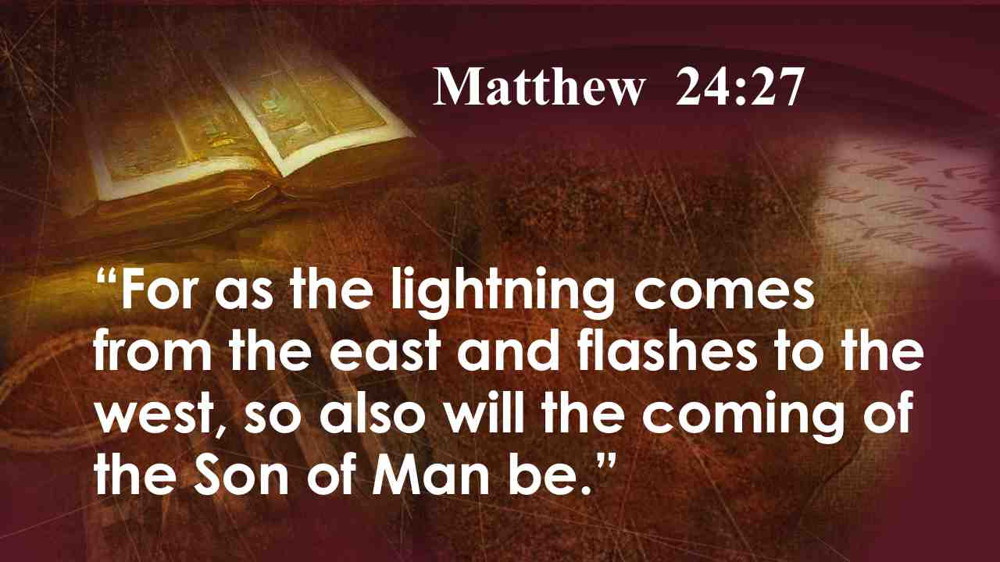 Matthew 24:27
“For as the lightning comes
from the east and flashes to the
west, so also will the coming of
the Son of Man be.”